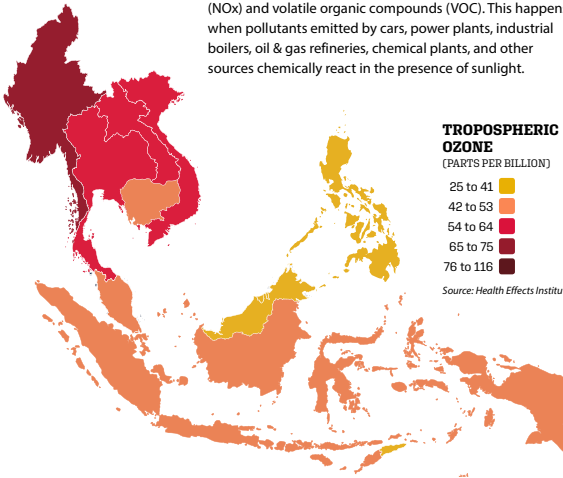 (NOx) and volatile organic compounds (VOC). This happen
when pollutants emitted by cars, power plants, industrial
boilers, oil & gas refineries, chemical plants, and other
sources chemically react in the presence of sunlight.
TROPOSPHERIC
OZONE
(PARTS PER BILLION)
25 to 41
42 to 53
54 to 64
65 to 75
76 to 116
Source: Health Effects Institu